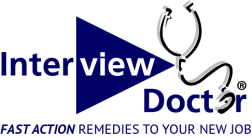 Interview
Doctor®
FAST ACTION REMEDIES TO YOUR NEW JOB